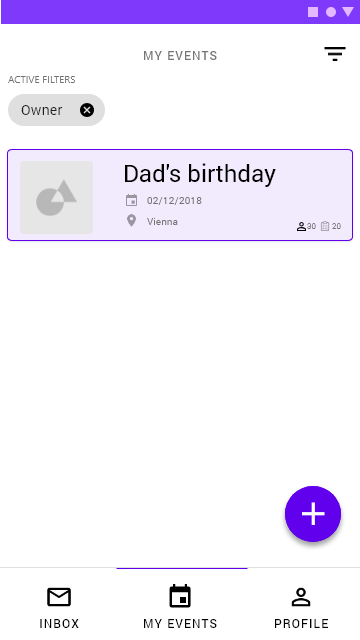 MY EVENTS
ACTIVE FILTERS
Owner
Dad's birthday
02/12/2018
Vienna
30 20
INBOX MY EVENTS PROFILE